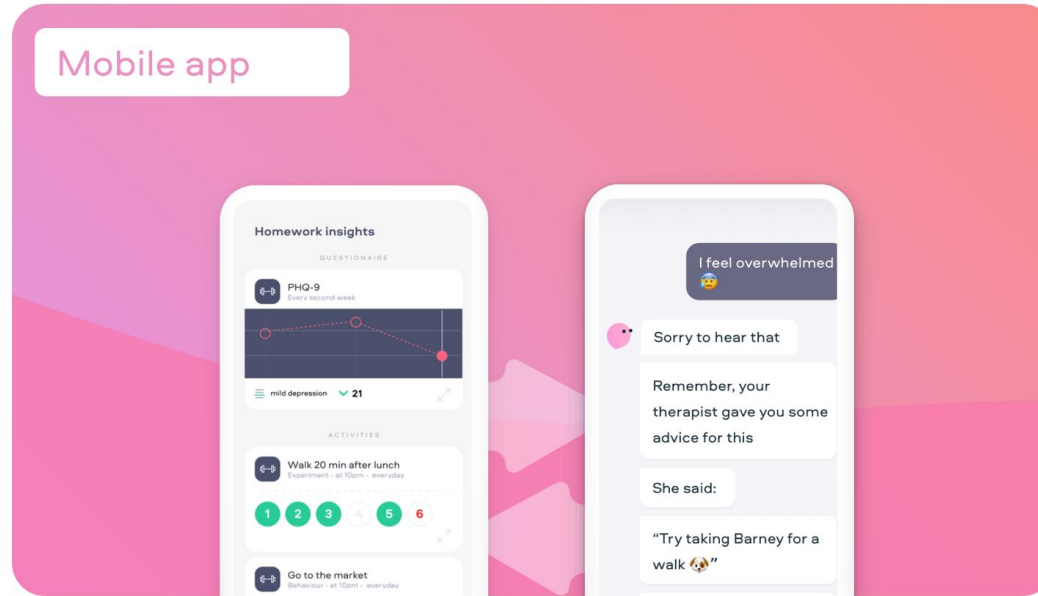 Mobile app
Homework insights
QUESTIONAIRE
PHQ-9
Every second week
mild depression 21
ACTIVITIES
Walk 20 min after lunch
Experiment - at 10pm - everyday
1 2 3 4 5 6
Go to the market
Behaviour - at 10pm - everyday
I feel overwhelmed
😰
Sorry to hear that
Remember, your
therapist gave you some
advice for this
She said:
“Try taking Barney for a
walk 🐶”